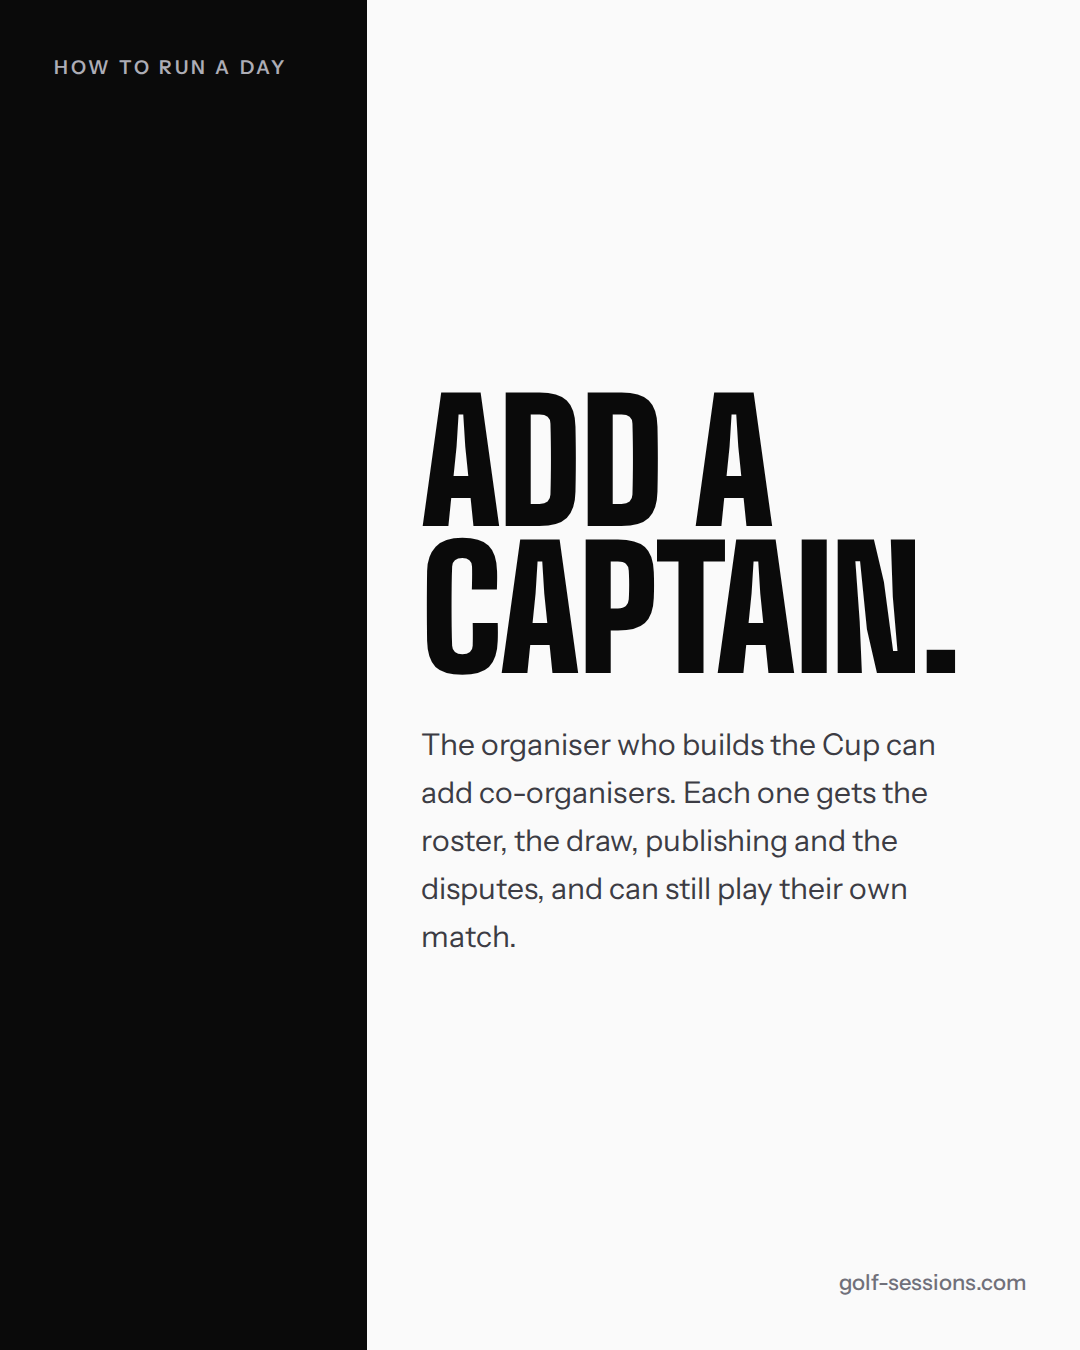 HOW TO RUN A DAY
ADD A
CAPTAIN.
The organiser who builds the Cup can
add co-organisers. Each one gets the
roster, the draw, publishing and the
disputes, and can still play their own
match.
golf-sessions.com